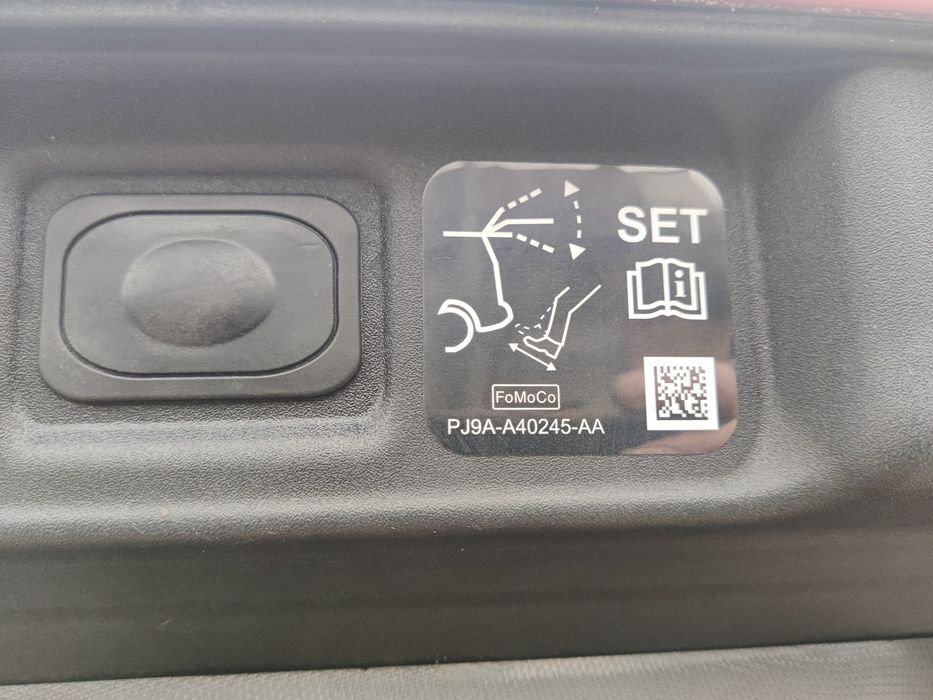 SET
i
FoMoCo
PJ9A-A40245-AA